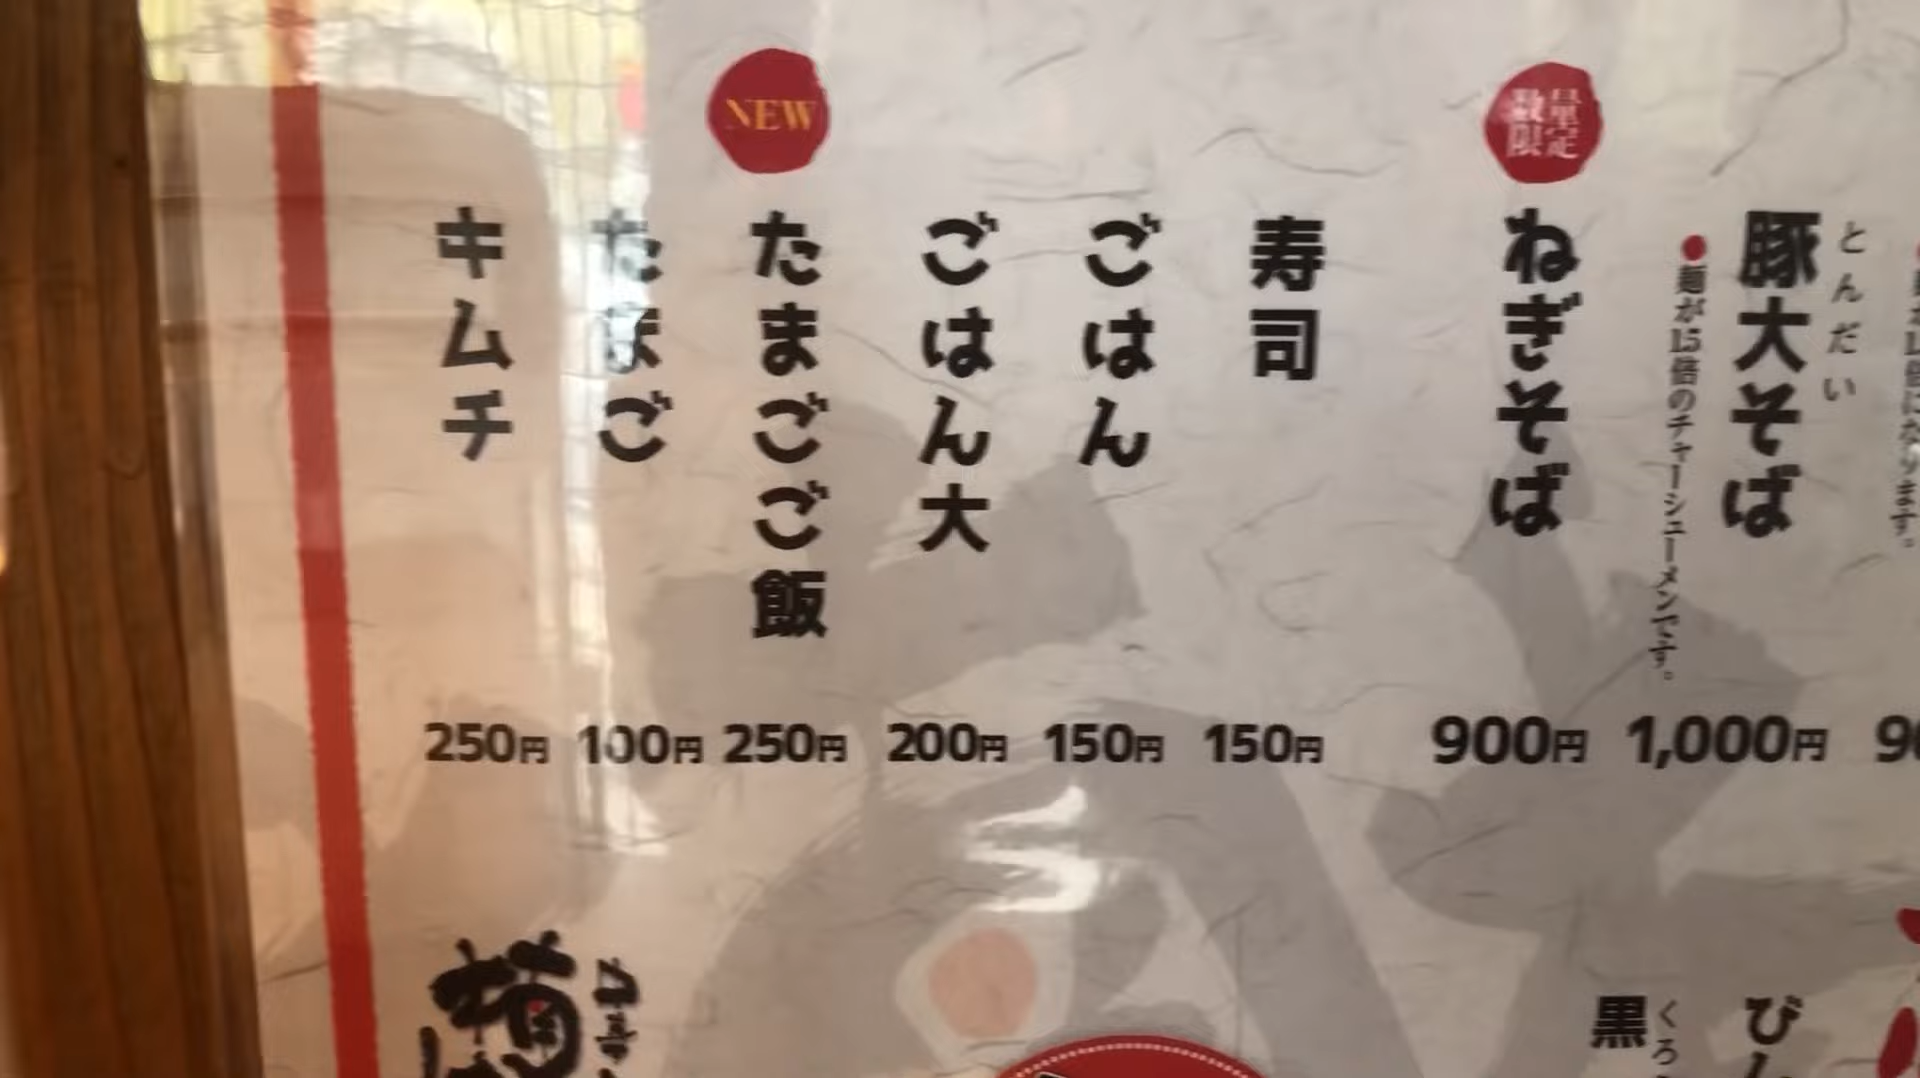 とんだい
豚大そば
●麺が1.5倍のチャーシューメンです。
1,000円
数量限定
ねぎそば
900円
寿司
150円
ごはん
150円
ごはん大
200円
NEW
たまごご飯
250円
たまご
100円
キムチ
250円
びん
くろ
黒